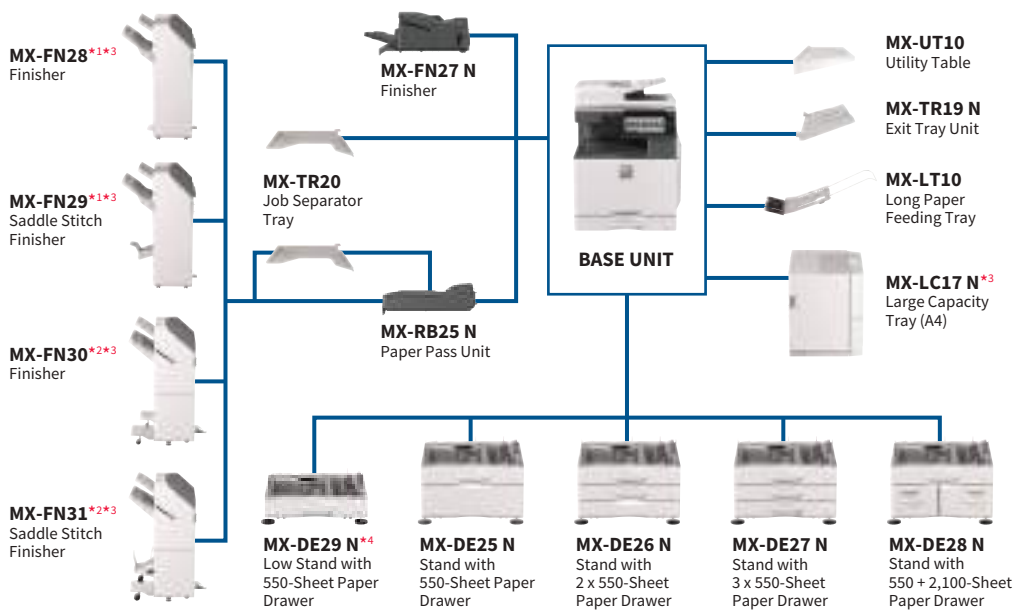 MX-FN28*1*3
Finisher
MX-FN29*1*3
Saddle Stitch
Finisher
MX-FN30*2*3
Finisher
MX-FN31*2*3
Saddle Stitch
Finisher
MX-FN27 N
Finisher
MX-TR20
Job Separator
Tray
MX-RB25 N
Paper Pass Unit
BASE UNIT
MX-UT10
Utility Table
MX-TR19 N
Exit Tray Unit
MX-LT10
Long Paper
Feeding Tray
MX-LC17 N*3
Large Capacity
Tray (A4)
MX-DE29 N*4
Low Stand with
550-Sheet Paper
Drawer
MX-DE25 N
Stand with
550-Sheet Paper
Drawer
MX-DE26 N
Stand with
2 x 550-Sheet
Paper Drawer
MX-DE27 N
Stand with
3 x 550-Sheet
Paper Drawer
MX-DE28 N
Stand with
550 + 2,100-Sheet
Paper Drawer